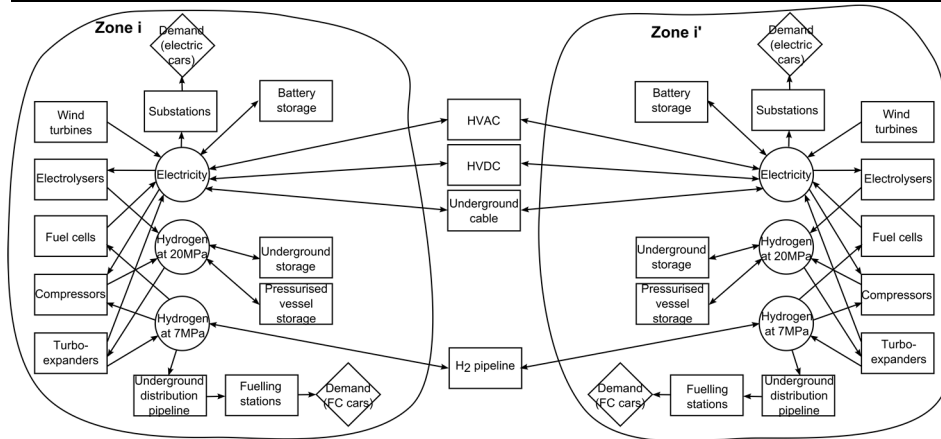 Zone i
Demand
(electric
cars)
Substations
Battery
storage
Wind
turbines
Electrolysers
Electricity
Fuel cells
Hydrogen
at 20MPa
Underground
storage
Compressors
Pressurised
vessel
storage
Hydrogen
at 7MPa
Turbo-
expanders
Underground
distribution
pipeline
Fuelling
stations
Demand
(FC cars)
HVAC
HVDC
Underground
cable
H2 pipeline
Zone i'
Demand
(electric
cars)
Battery
storage
Substations
Wind
turbines
Electricity
Electrolysers
Underground
storage
Hydrogen
at 20MPa
Fuel cells
Pressurised
vessel
storage
Compressors
Hydrogen
at 7MPa
Turbo-
expanders
Demand
(FC cars)
Fuelling
stations
Underground
distribution
pipeline